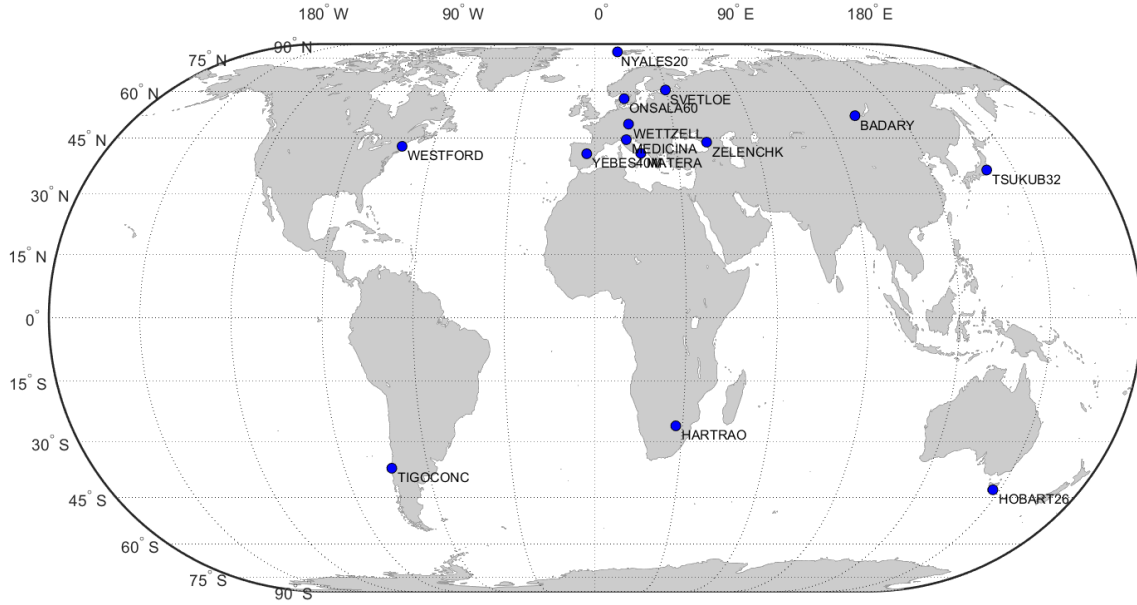 180° W 90° W 0° E 90° E 180° E
90° N
75° N
NYALES20
60° N
SVETLOE
ONSALA60
BADARY
45° N
WETTZELL
MEDICINA
ZELENCHK
WESTFORD
YEBES40M
MATERA
TSUKUB32
30° N
15° N
0°
15° S
30° S
HARTRAO
TIGOCONC
45° S
HOBART26
60° S
75° S
90° S